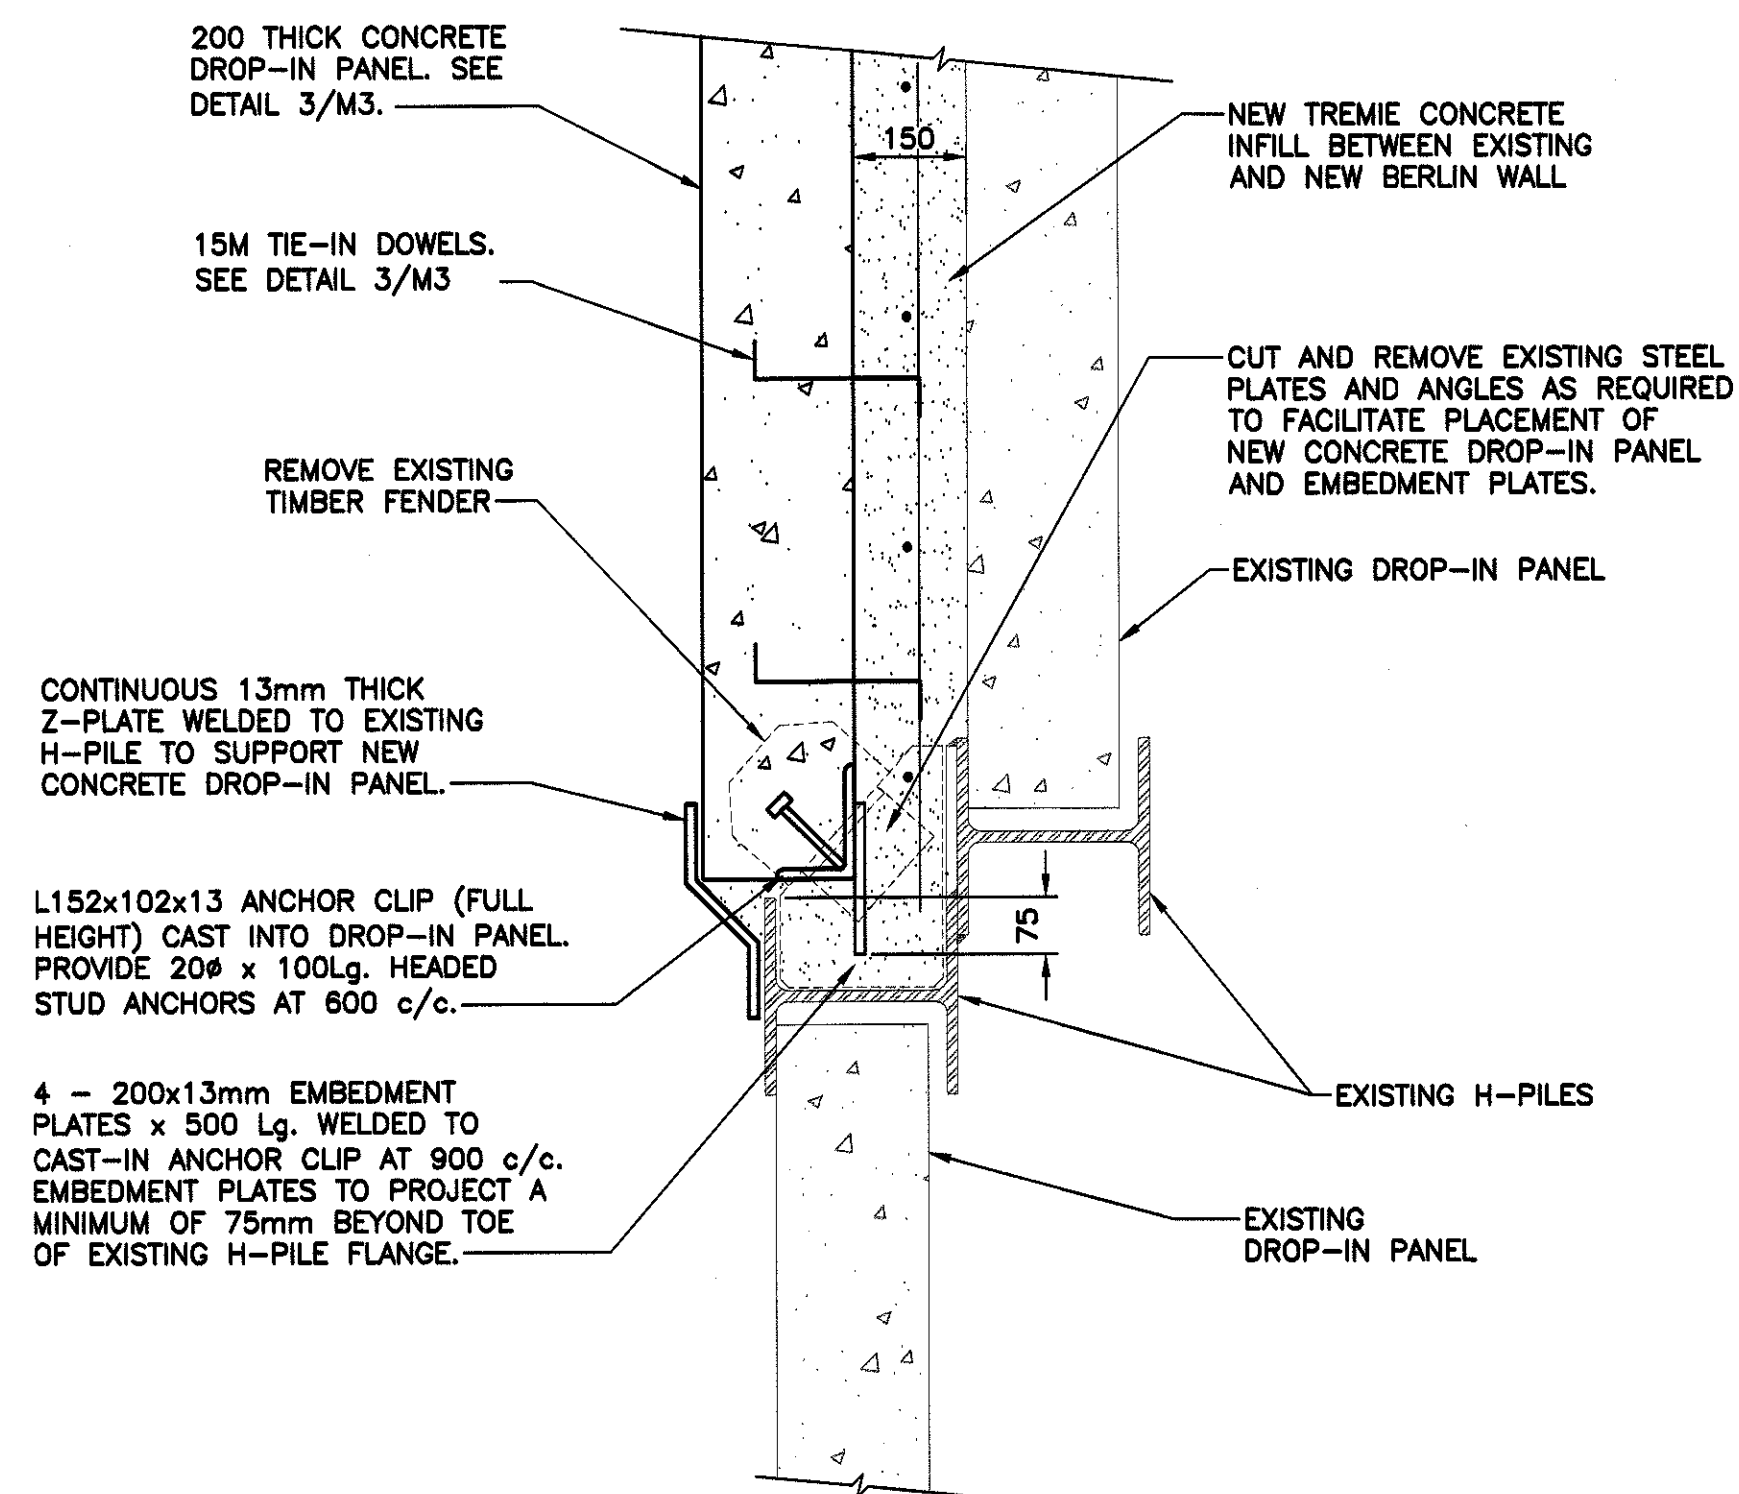 200 THICK CONCRETE
DROP-IN PANEL. SEE
DETAIL 3/M3.
15M TIE-IN DOWELS.
SEE DETAIL 3/M3
REMOVE EXISTING
TIMBER FENDER
CONTINUOUS 13mm THICK
Z-PLATE WELDED TO EXISTING
H-PILE TO SUPPORT NEW
CONCRETE DROP-IN PANEL.
L152x102x13 ANCHOR CLIP (FULL
HEIGHT) CAST INTO DROP-IN PANEL.
PROVIDE 20ø x 100Lg. HEADED
STUD ANCHORS AT 600 c/c.
4 - 200x13mm EMBEDMENT
PLATES x 500 Lg. WELDED TO
CAST-IN ANCHOR CLIP AT 900 c/c.
EMBEDMENT PLATES TO PROJECT A
MINIMUM OF 75mm BEYOND TOE
OF EXISTING H-PILE FLANGE.
150
75
NEW TREMIE CONCRETE
INFILL BETWEEN EXISTING
AND NEW BERLIN WALL
CUT AND REMOVE EXISTING STEEL
PLATES AND ANGLES AS REQUIRED
TO FACILITATE PLACEMENT OF
NEW CONCRETE DROP-IN PANEL
AND EMBEDMENT PLATES.
EXISTING DROP-IN PANEL
EXISTING H-PILES
EXISTING
DROP-IN PANEL